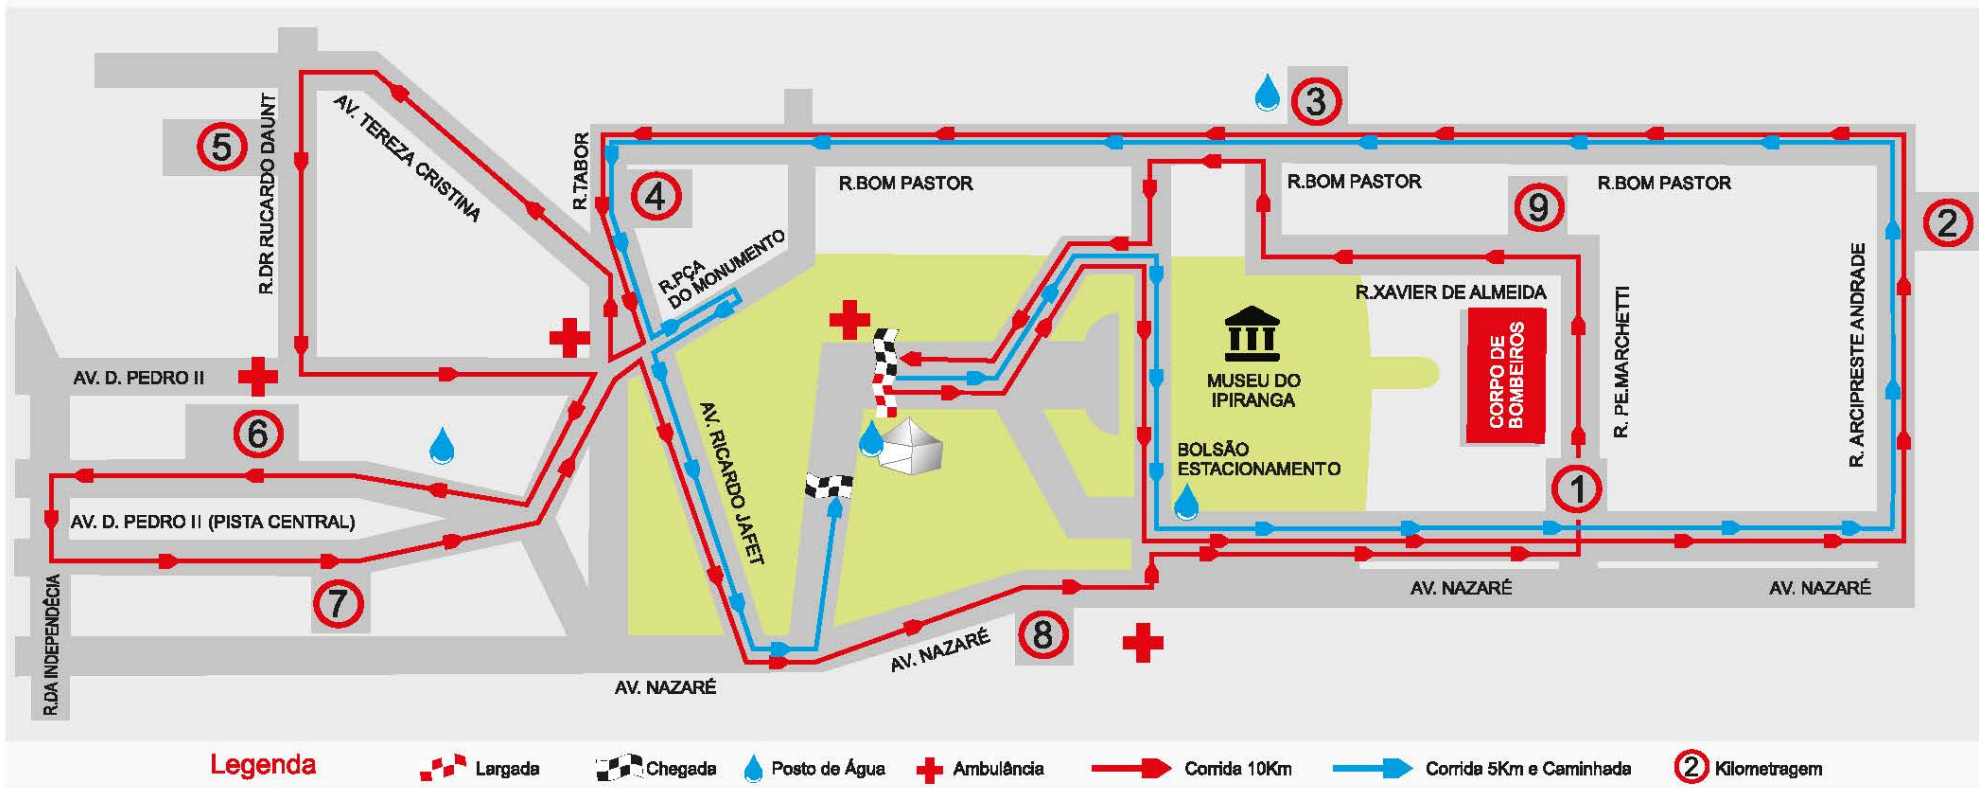 3
5
R.DR RUCARDO DAUNT
AV. TEREZA CRISTINA
R.TABOR
4
R.BOM PASTOR
R.BOM PASTOR
R.BOM PASTOR
9
2
R.PÇA
DO MONUMENTO
R.XAVIER DE ALMEIDA
R. PE.MARCHETTI
R. ARCIPRESTE ANDRADE
CORPO DE
BOMBEIROS
MUSEU DO
IPIRANGA
AV. D. PEDRO II
6
AV. RICARDO JAFET
BOLSÃO
ESTACIONAMENTO
1
AV. D. PEDRO II (PISTA CENTRAL)
7
R.DA INDEPENDÊCIA
8
AV. NAZARÉ
AV. NAZARÉ
AV. NAZARÉ
AV. NAZARÉ
Legenda
Largada
Chegada
Posto de Água
Ambulância
Corrida 10Km
Corrida 5Km e Caminhada
2 Kilometragem